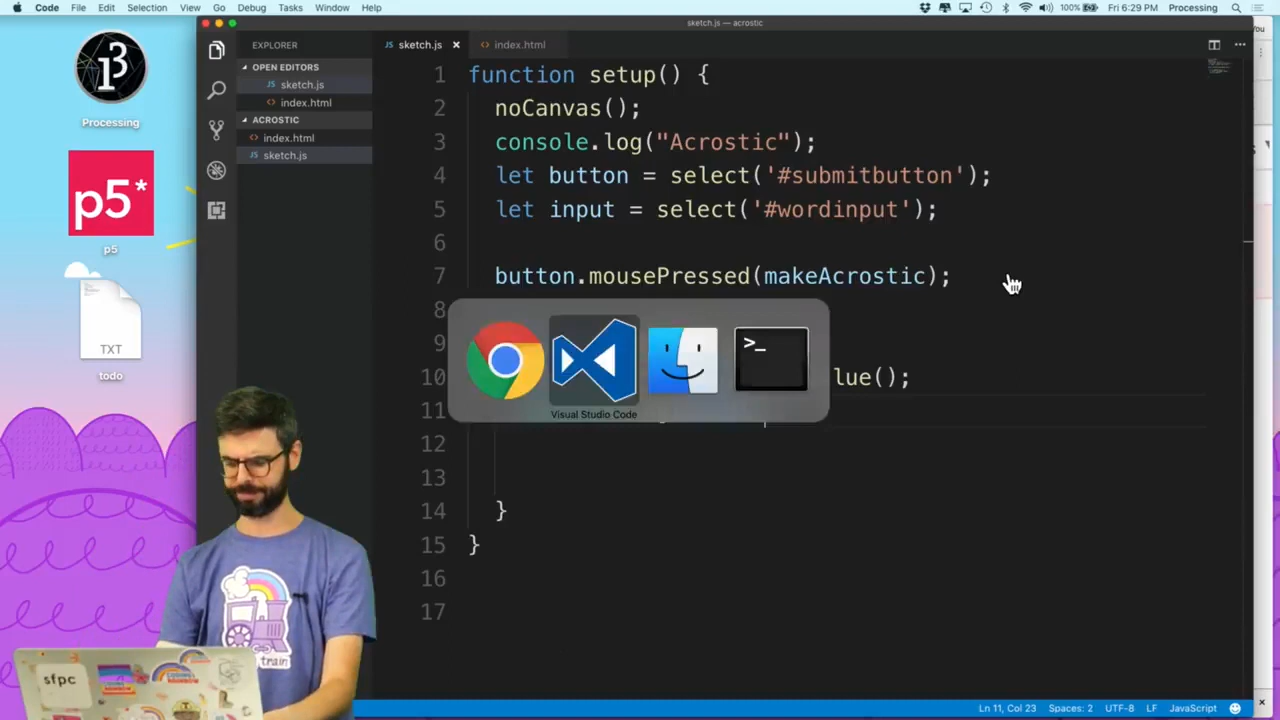 Code File Edit Selection View Go Debug Tasks Window Help 100% Fri 6:29 PM Processing
sketch.js — acrostic
You
EXPLORER
OPEN EDITORS
sketch.js
index.html
ACROSTIC
index.html
sketch.js
sketch.js index.html
1 function setup() {
2 noCanvas();
3 console.log("Acrostic");
4 let button = select('#submitbutton');
5 let input = select('#wordinput');
6
7 button.mousePressed(makeAcrostic);
8
9
10 lue();
11
12
13
14 }
15 }
16
17
Visual Studio Code
Processing
p5*
p5
TXT
todo
train
sfpc
Ln 11, Col 23 Spaces: 2 UTF-8 LF JavaScript